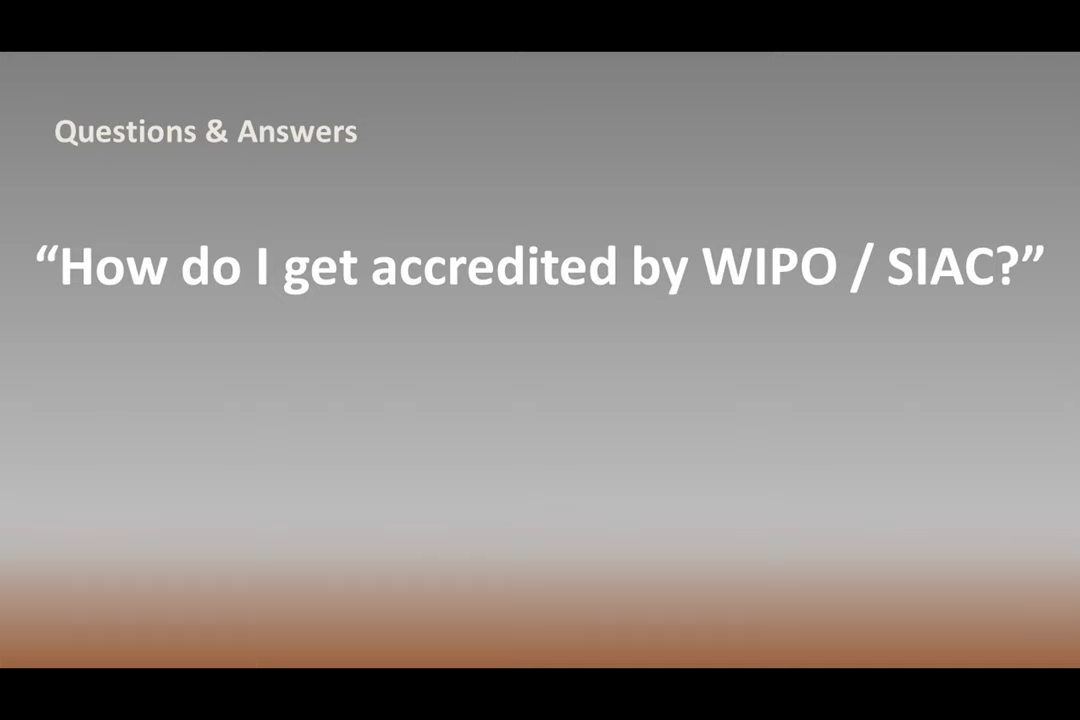 Questions & Answers
“How do I get accredited by WIPO / SIAC?”